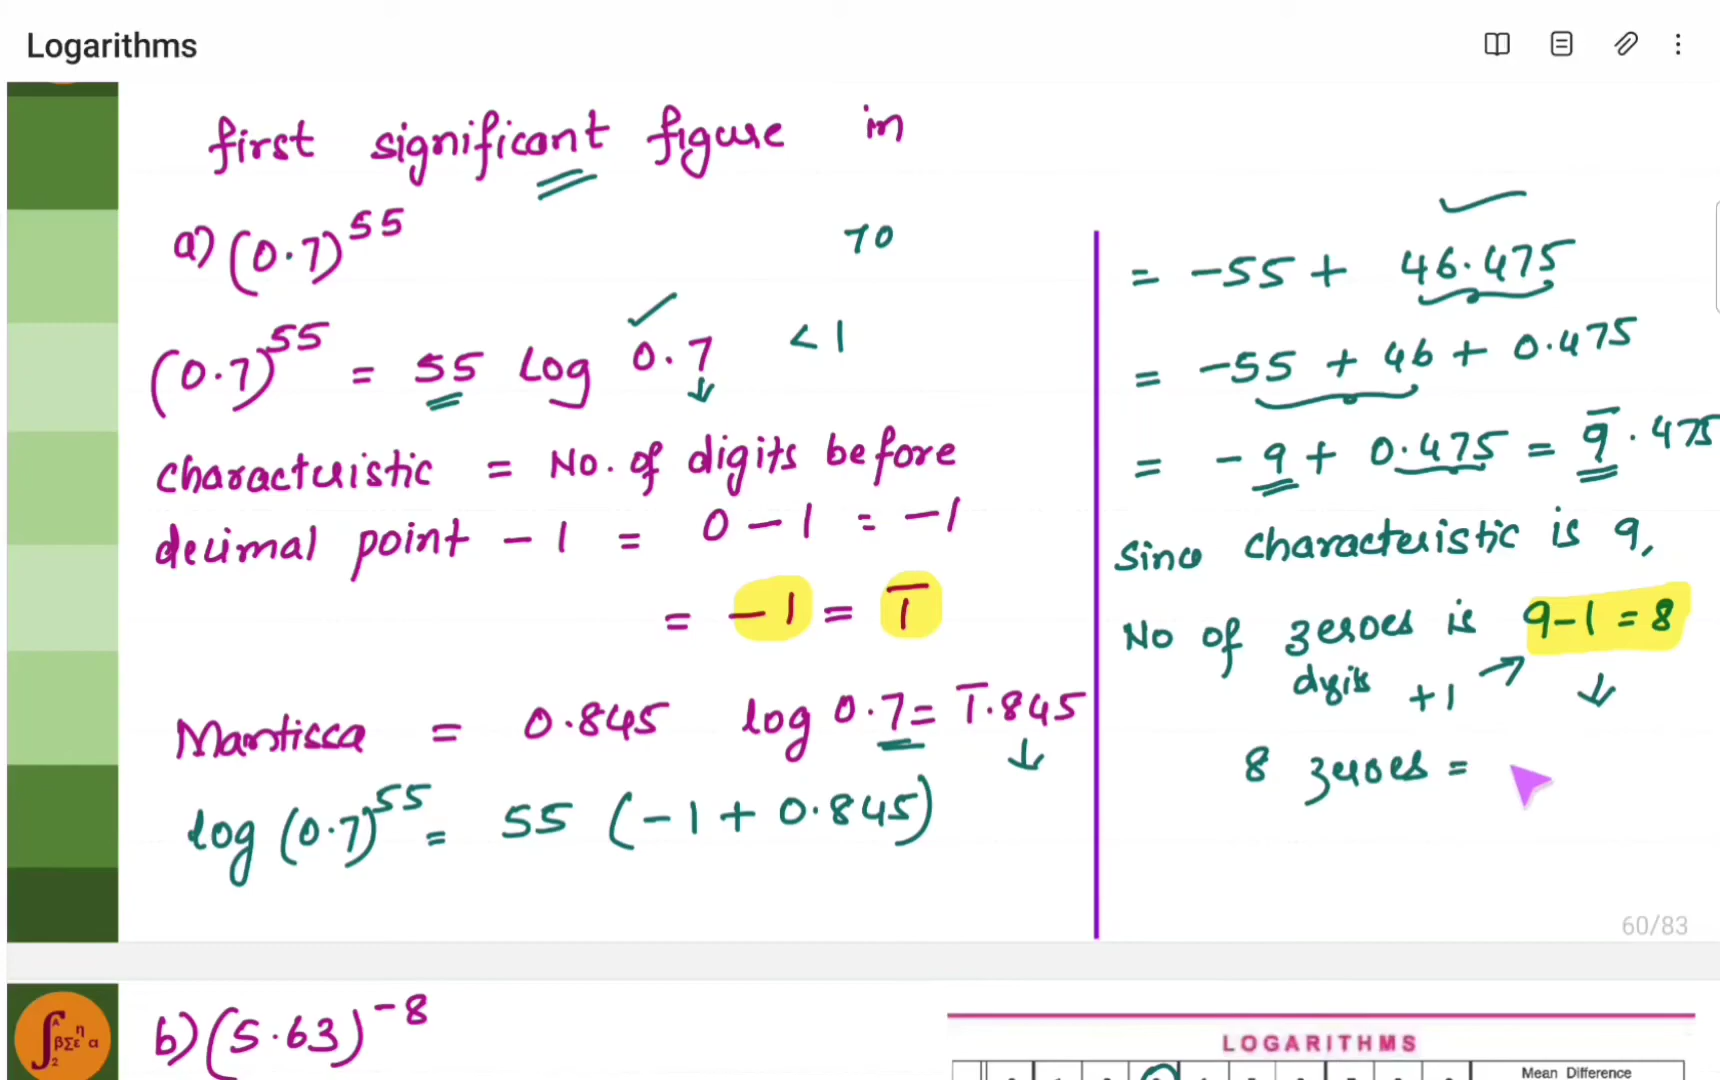 Logarithms
first significant figure in
a) (0.7)^55
70
(0.7)^55 = 55 log 0.7 < 1
characteristic = No. of digits before
decimal point - 1 = 0 - 1 = -1
= -1 = 1̅
Mantissa = 0.845 log 0.7 = 1̅.845
log (0.7)^55 = 55 (-1 + 0.845)
= -55 + 46.475
= -55 + 46 + 0.475
= -9 + 0.475 = 9̅.475
Since characteristic is 9,
No of zeroes is 9-1 = 8
digits +1
8 zeroes =
60/83
b) (5.63)^-8
LOGARITHMS
Mean Difference